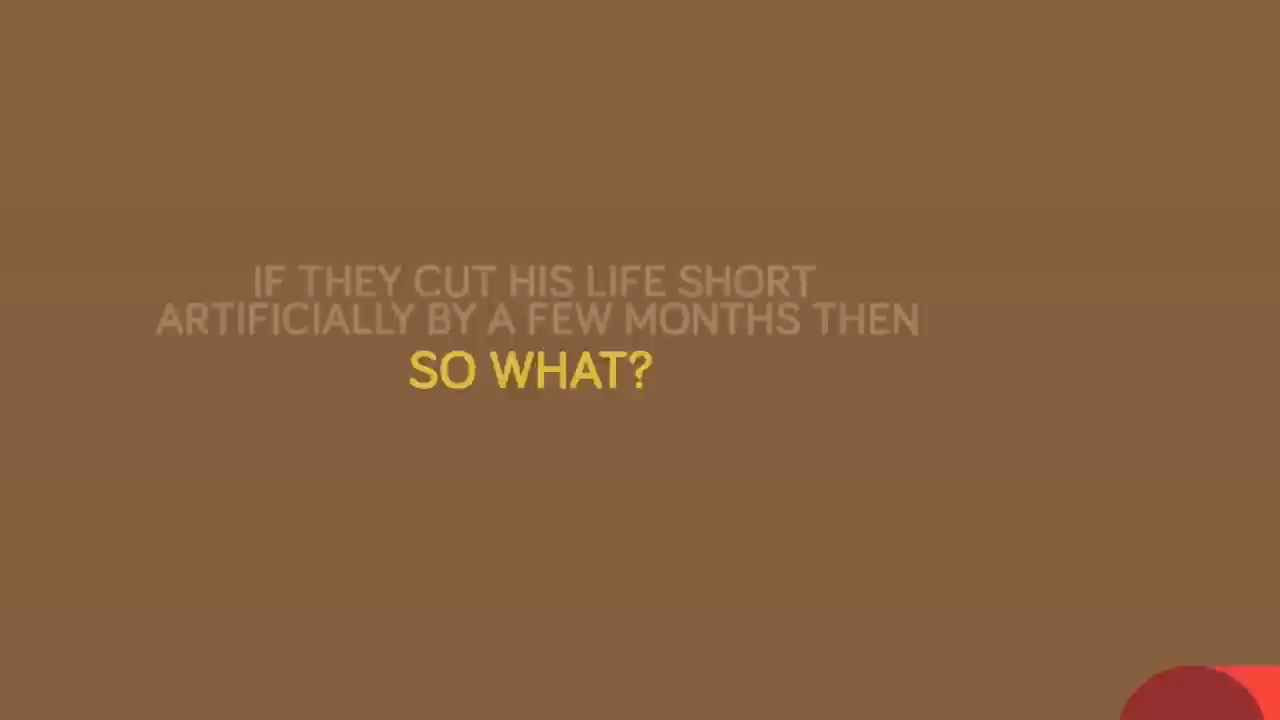 IF THEY CUT HIS LIFE SHORT
ARTIFICIALLY BY A FEW MONTHS THEN
SO WHAT?